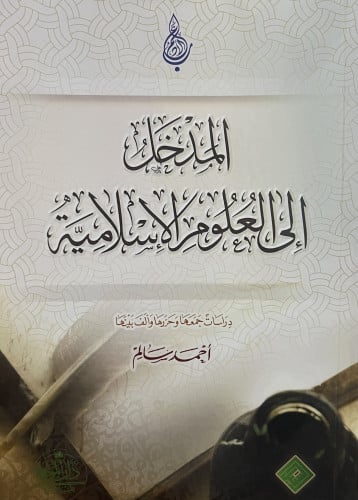 المدخل
إلى العلوم الإسلامية
دراسات جمعها وحررها وألف بينها
أحمد سالم